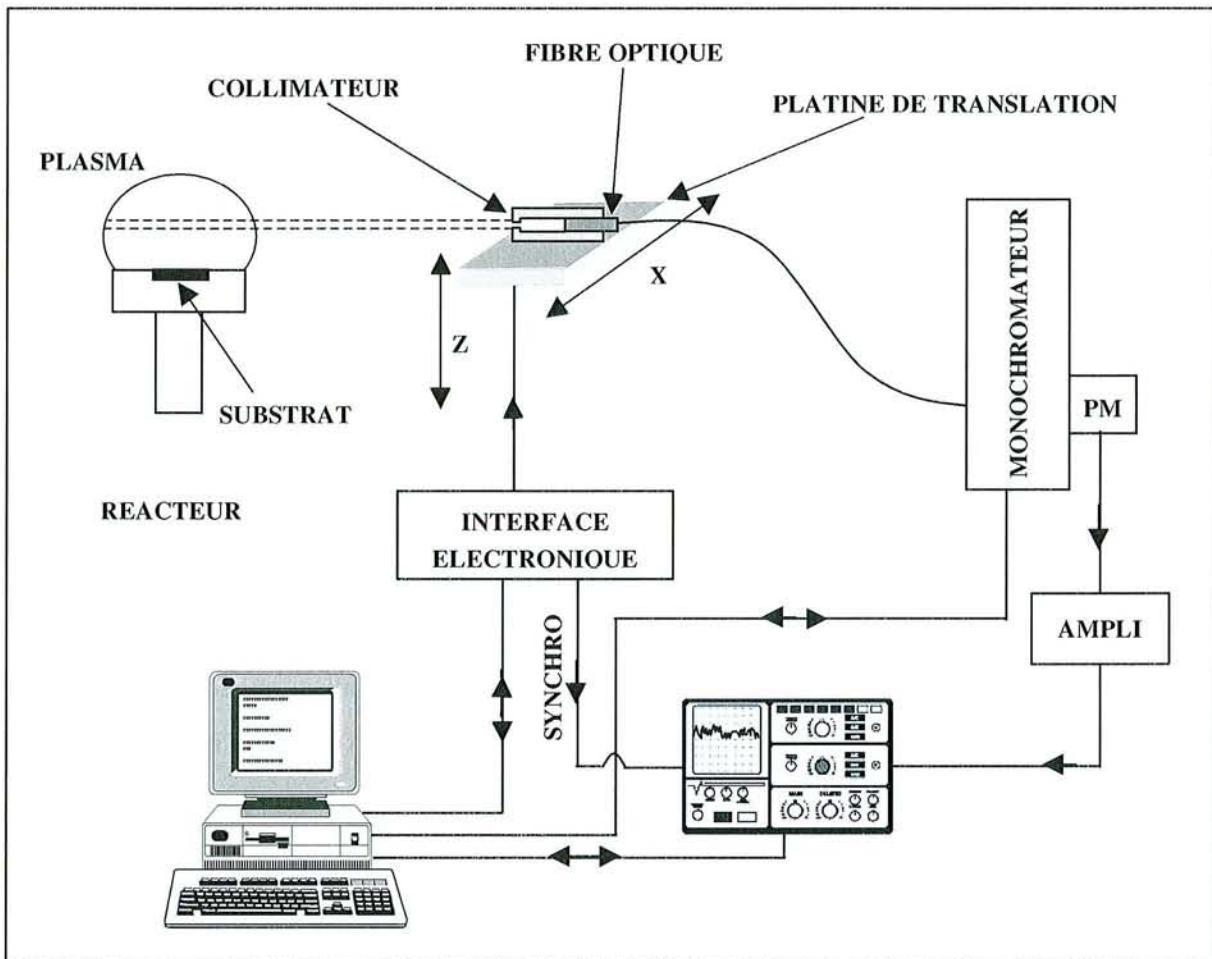 FIBRE OPTIQUE
COLLIMATEUR
PLATINE DE TRANSLATION
PLASMA
X
Z
SUBSTRAT
MONOCHROMATEUR
PM
REACTEUR
INTERFACE
ELECTRONIQUE
SYNCHRO
AMPLI